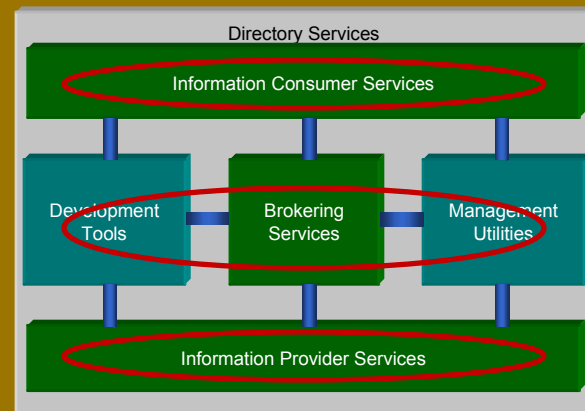 Directory Services
Information Consumer Services
Development
Tools
Brokering
Services
Management
Utilities
Information Provider Services